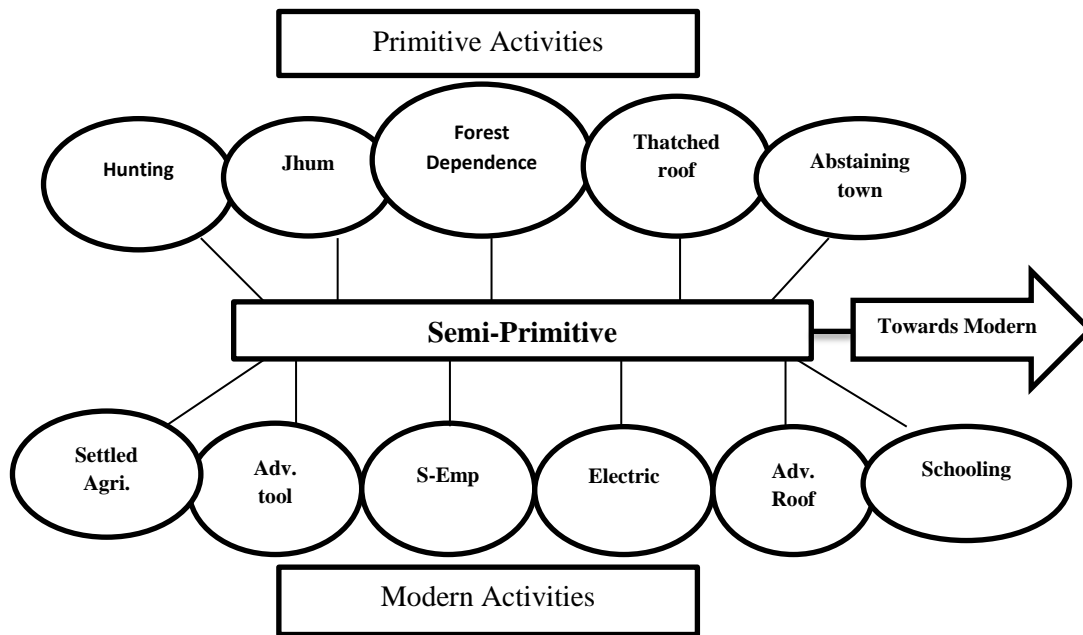 Primitive Activities
Hunting
Jhum
Forest
Dependence
Thatched
roof
Abstaining
town
Semi-Primitive
Towards Modern
Settled
Agri.
Adv.
tool
S-Emp
Electric
Adv.
Roof
Schooling
Modern Activities